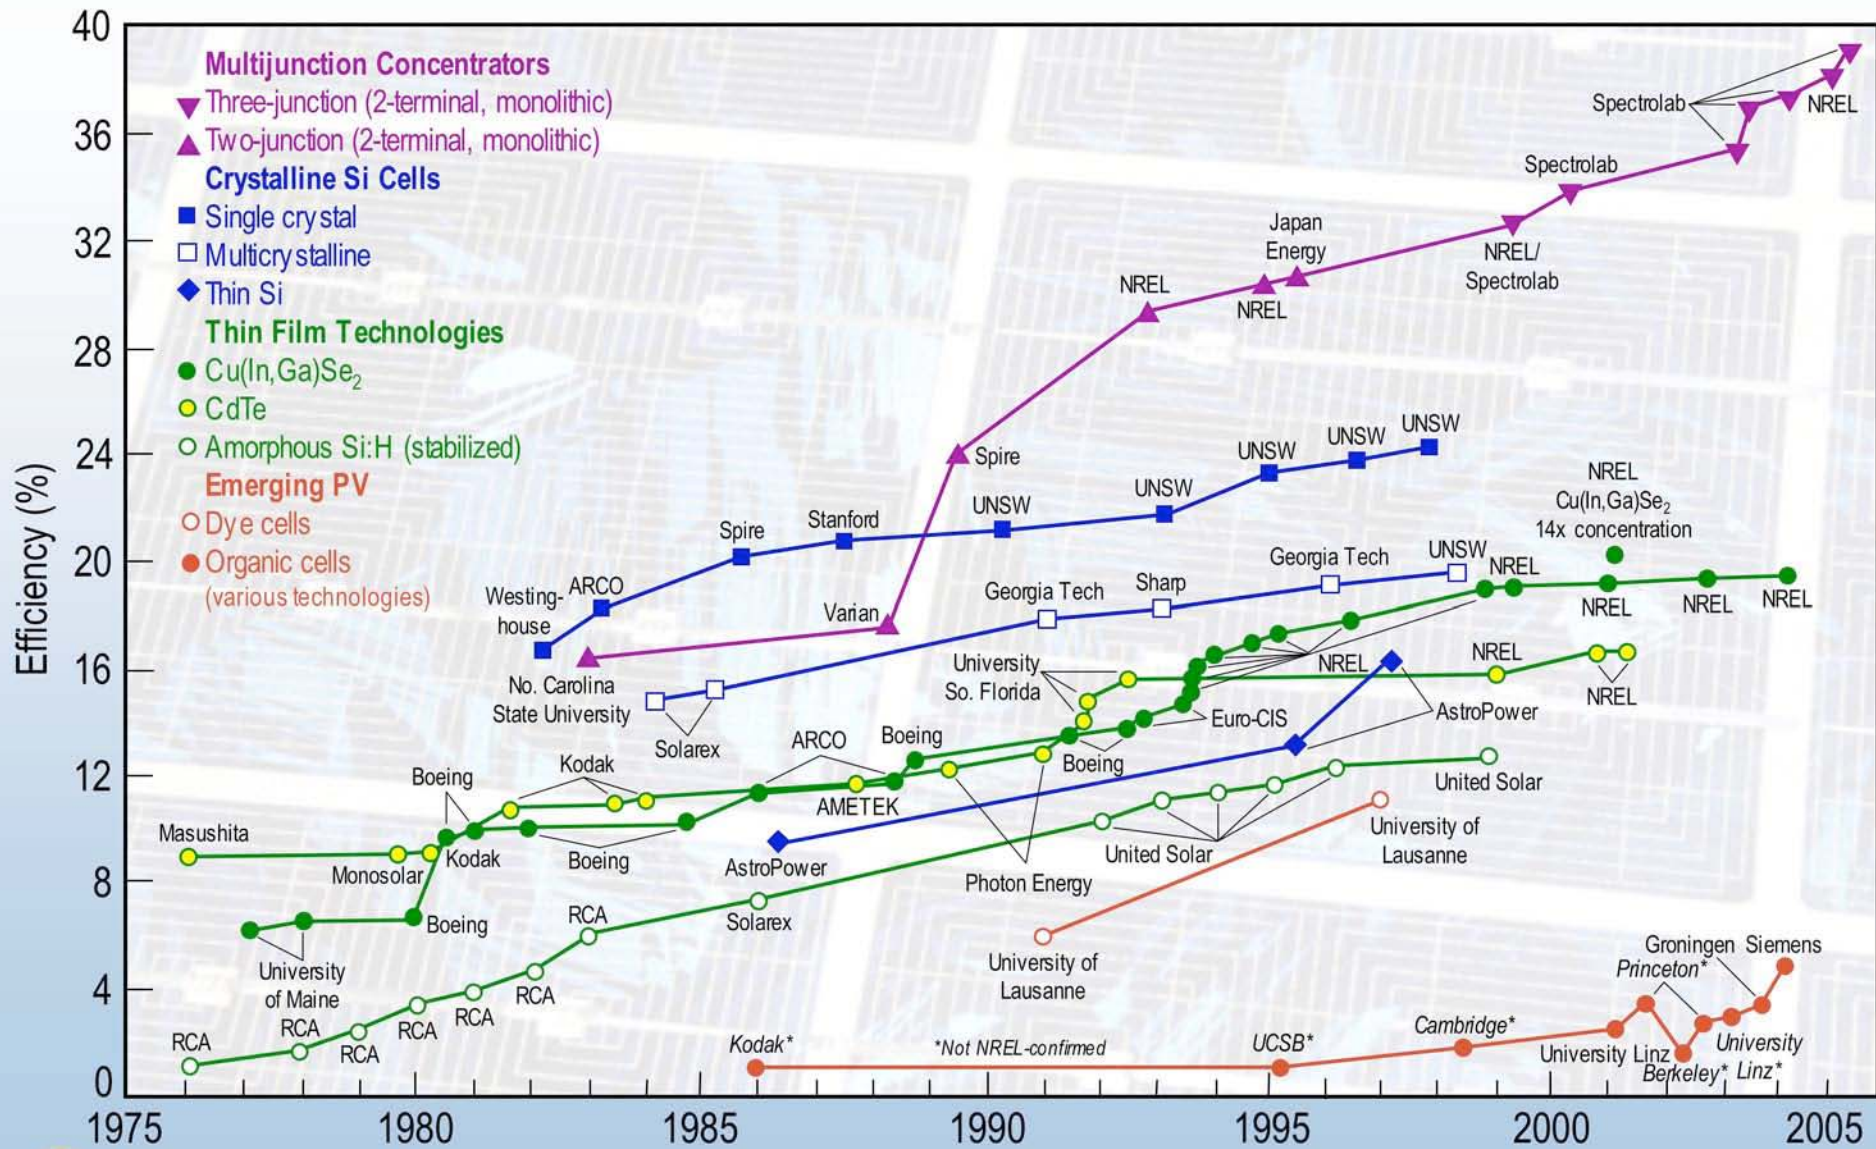 40
36
32
28
24
20
16
12
8
4
0
Efficiency (%)
1975
1980
1985
1990
1995
2000
2005
Multijunction Concentrators
Three-junction (2-terminal, monolithic)
Two-junction (2-terminal, monolithic)
Crystalline Si Cells
Single crystal
Multicrystalline
Thin Si
Thin Film Technologies
Cu(In,Ga)Se2
CdTe
Amorphous Si:H (stabilized)
Emerging PV
Dye cells
Organic cells
(various technologies)
Spectrolab
NREL
Spectrolab
Japan
Energy
NREL/
Spectrolab
NREL
NREL
Spire
Varian
No. Carolina
State University
Westing-
house
ARCO
Spire
Stanford
UNSW
UNSW
UNSW
UNSW
UNSW
Solarex
Georgia Tech
Sharp
Georgia Tech
UNSW
NREL
Cu(In,Ga)Se2
14x concentration
NREL
NREL
NREL
NREL
University
So. Florida
NREL
NREL
NREL
AstroPower
Euro-CIS
Boeing
ARCO
Boeing
AMETEK
Kodak
Boeing
Masushita
Monosolar
Kodak
Boeing
Boeing
University
of Maine
AstroPower
Photon Energy
United Solar
United Solar
University of
Lausanne
University of
Lausanne
Solarex
RCA
RCA
RCA
RCA
RCA
RCA
RCA
Kodak*
*Not NREL-confirmed
UCSB*
Cambridge*
University Linz
Berkeley*
Princeton*
Groningen
Siemens
University
Linz*